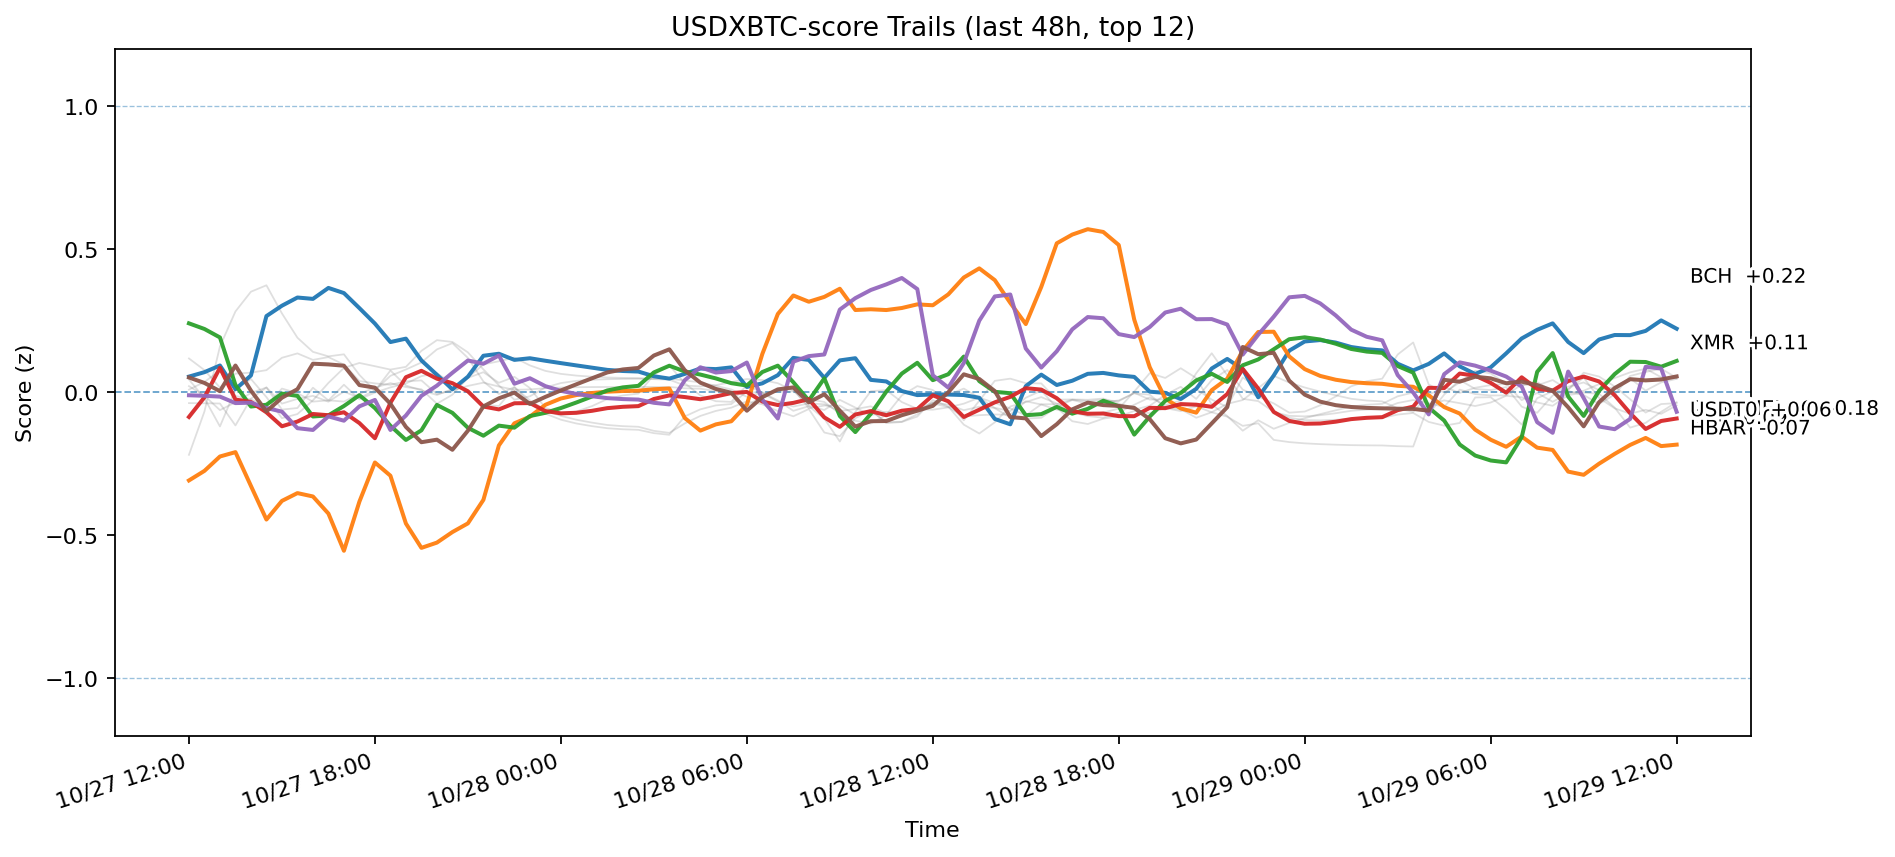 USDXBTC-score Trails (last 48h, top 12)
Score (z)
1.0
0.5
0.0
−0.5
−1.0
BCH +0.22
XMR +0.11
USDT0 +0.06
0.18
HBAR -0.07
10/27 12:00
10/27 18:00
10/28 00:00
10/28 06:00
10/28 12:00
10/28 18:00
10/29 00:00
10/29 06:00
10/29 12:00
Time